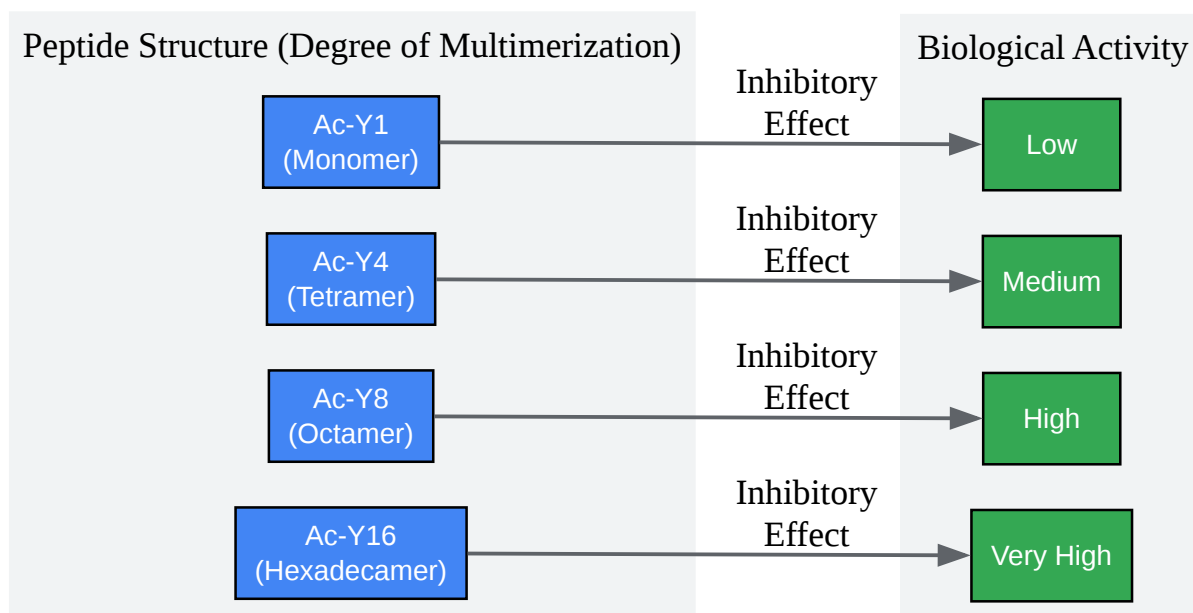 Peptide Structure (Degree of Multimerization)
Biological Activity
Ac-Y1
(Monomer)
Inhibitory
Effect
Low
Ac-Y4
(Tetramer)
Inhibitory
Effect
Medium
Ac-Y8
(Octamer)
Inhibitory
Effect
High
Ac-Y16
(Hexadecamer)
Inhibitory
Effect
Very High